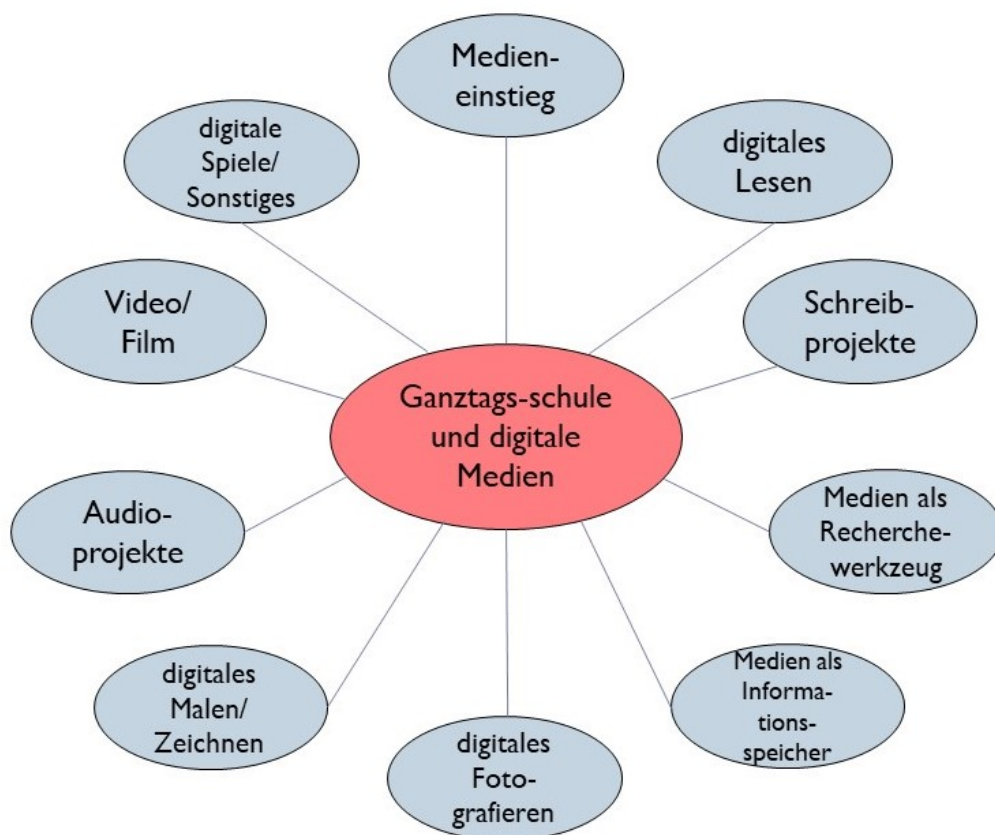 Medien-
einstieg
digitales
Lesen
Schreib-
projekte
Medien als
Recherche-
werkzeug
Medien als
Informa-
tions-
speicher
digitales
Foto-
grafieren
digitales
Malen/
Zeichnen
Audio-
projekte
Video/
Film
digitale
Spiele/
Sonstiges
Ganztags-schule
und digitale
Medien